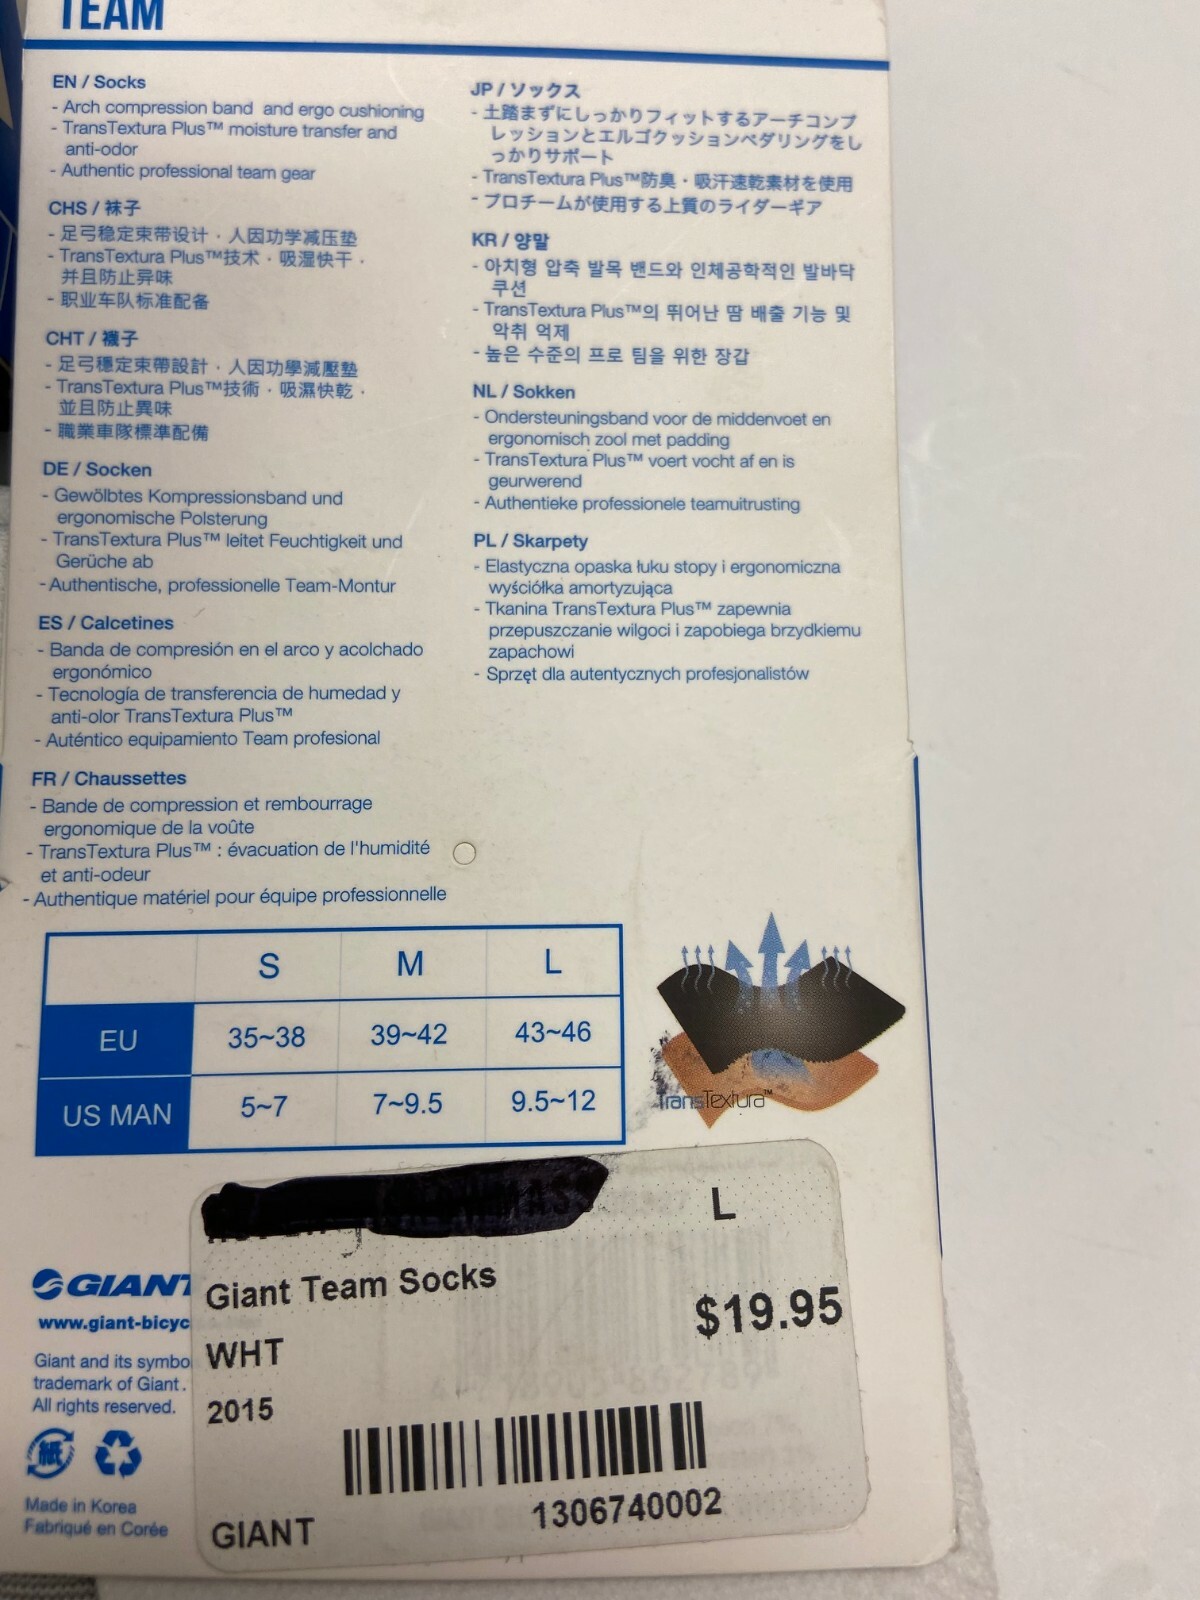 TEAM
EN / Socks
- Arch compression band and ergo cushioning
- TransTextura Plus™ moisture transfer and
anti-odor
- Authentic professional team gear
CHS / 袜子
- 足弓稳定束带设计・人因功学减压垫
- TransTextura Plus™技术・吸湿快干・
并且防止异味
- 职业车队标准配备
CHT / 襪子
- 足弓穩定束帶設計・人因功學減壓墊
- TransTextura Plus™技術・吸濕快乾・
並且防止異味
- 職業車隊標準配備
DE / Socken
- Gewölbtes Kompressionsband und
ergonomische Polsterung
- TransTextura Plus™ leitet Feuchtigkeit und
Gerüche ab
- Authentische, professionelle Team-Montur
ES / Calcetines
- Banda de compresión en el arco y acolchado
ergonómico
- Tecnología de transferencia de humedad y
anti-olor TransTextura Plus™
- Auténtico equipamiento Team profesional
FR / Chaussettes
- Bande de compression et rembourrage
ergonomique de la voûte
- TransTextura Plus™ : évacuation de l'humidité
et anti-odeur
- Authentique matériel pour équipe professionnelle
JP / ソックス
- 土踏まずにしっかりフィットするアーチコンプ
レッションとエルゴクッションペダリングをし
っかりサポート
- TransTextura Plus™防臭・吸汗速乾素材を使用
- プロチームが使用する上質のライダーギア
KR / 양말
- 아치형 압축 발목 밴드와 인체공학적인 발바닥
쿠션
- TransTextura Plus™의 뛰어난 땀 배출 기능 및
악취 억제
- 높은 수준의 프로 팀을 위한 장갑
NL / Sokken
- Ondersteuningsband voor de middenvoet en
ergonomisch zool met padding
- TransTextura Plus™ voert vocht af en is
geurwerend
- Authentieke professionele teamuitrusting
PL / Skarpety
- Elastyczna opaska łuku stopy i ergonomiczna
wyściółka amortyzująca
- Tkanina TransTextura Plus™ zapewnia
przepuszczanie wilgoci i zapobiega brzydkiemu
zapachowi
- Sprzęt dla autentycznych profesjonalistów
S M L
EU 35~38 39~42 43~46
US MAN 5~7 7~9.5 9.5~12
TransTextura™
L
Giant Team Socks
$19.95
WHT
2015
1306740002
GIANT
GIANT
www.giant-bicyc
Giant and its symbo
trademark of Giant.
All rights reserved.
紙
Made in Korea
Fabriqué en Corée